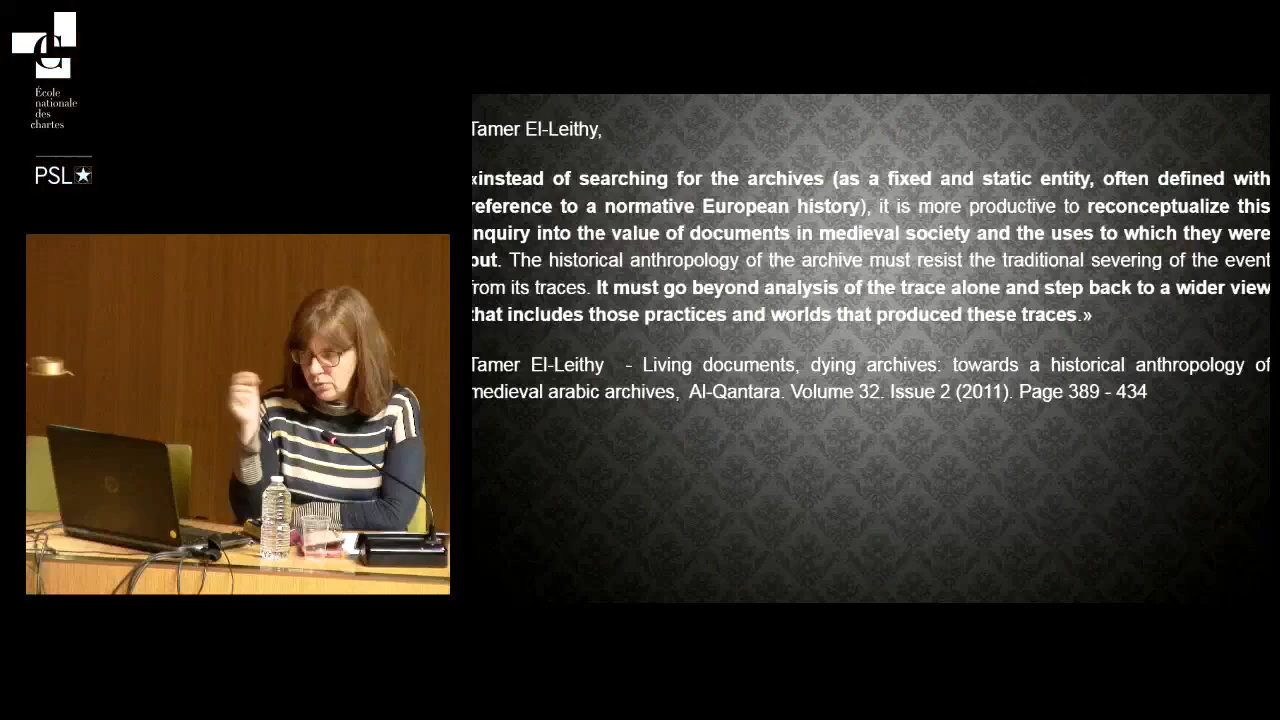 École
nationale
des
chartes
PSL
Tamer El-Leithy,
«instead of searching for the archives (as a fixed and static entity, often defined with
reference to a normative European history), it is more productive to reconceptualize this
inquiry into the value of documents in medieval society and the uses to which they were
put. The historical anthropology of the archive must resist the traditional severing of the event
from its traces. It must go beyond analysis of the trace alone and step back to a wider view
that includes those practices and worlds that produced these traces.»
Tamer El-Leithy - Living documents, dying archives: towards a historical anthropology of
medieval arabic archives, Al-Qantara. Volume 32. Issue 2 (2011). Page 389 - 434